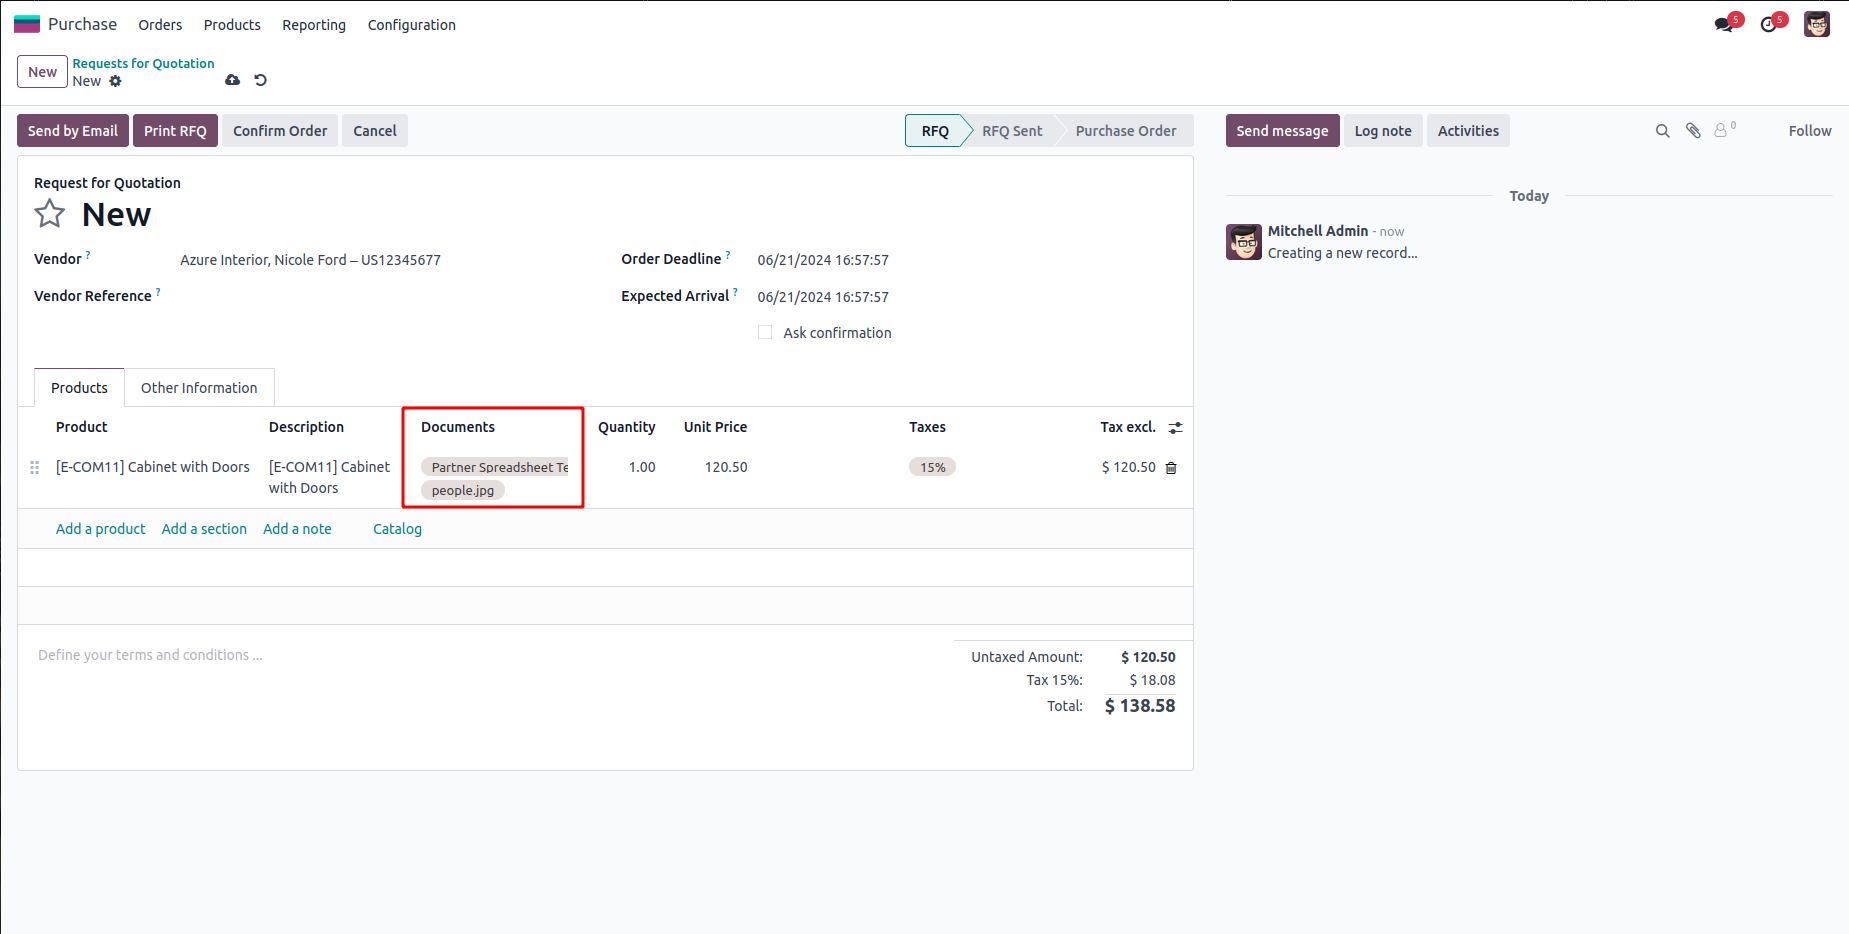 Purchase Orders Products Reporting Configuration 5 5
New Requests for Quotation
New
Send by Email Print RFQ Confirm Order Cancel RFQ RFQ Sent Purchase Order Send message Log note Activities 0 Follow
Request for Quotation
New
Today
Vendor ? Azure Interior, Nicole Ford – US12345677 Order Deadline ? 06/21/2024 16:57:57
Mitchell Admin - now
Creating a new record...
Vendor Reference ? Expected Arrival ? 06/21/2024 16:57:57
Ask confirmation
Products Other Information
Product Description Documents Quantity Unit Price Taxes Tax excl.
[E-COM11] Cabinet with Doors [E-COM11] Cabinet Partner Spreadsheet Te 1.00 120.50 15% $ 120.50
with Doors people.jpg
Add a product Add a section Add a note Catalog
Define your terms and conditions ...
Untaxed Amount: $ 120.50
Tax 15%: $ 18.08
Total: $ 138.58